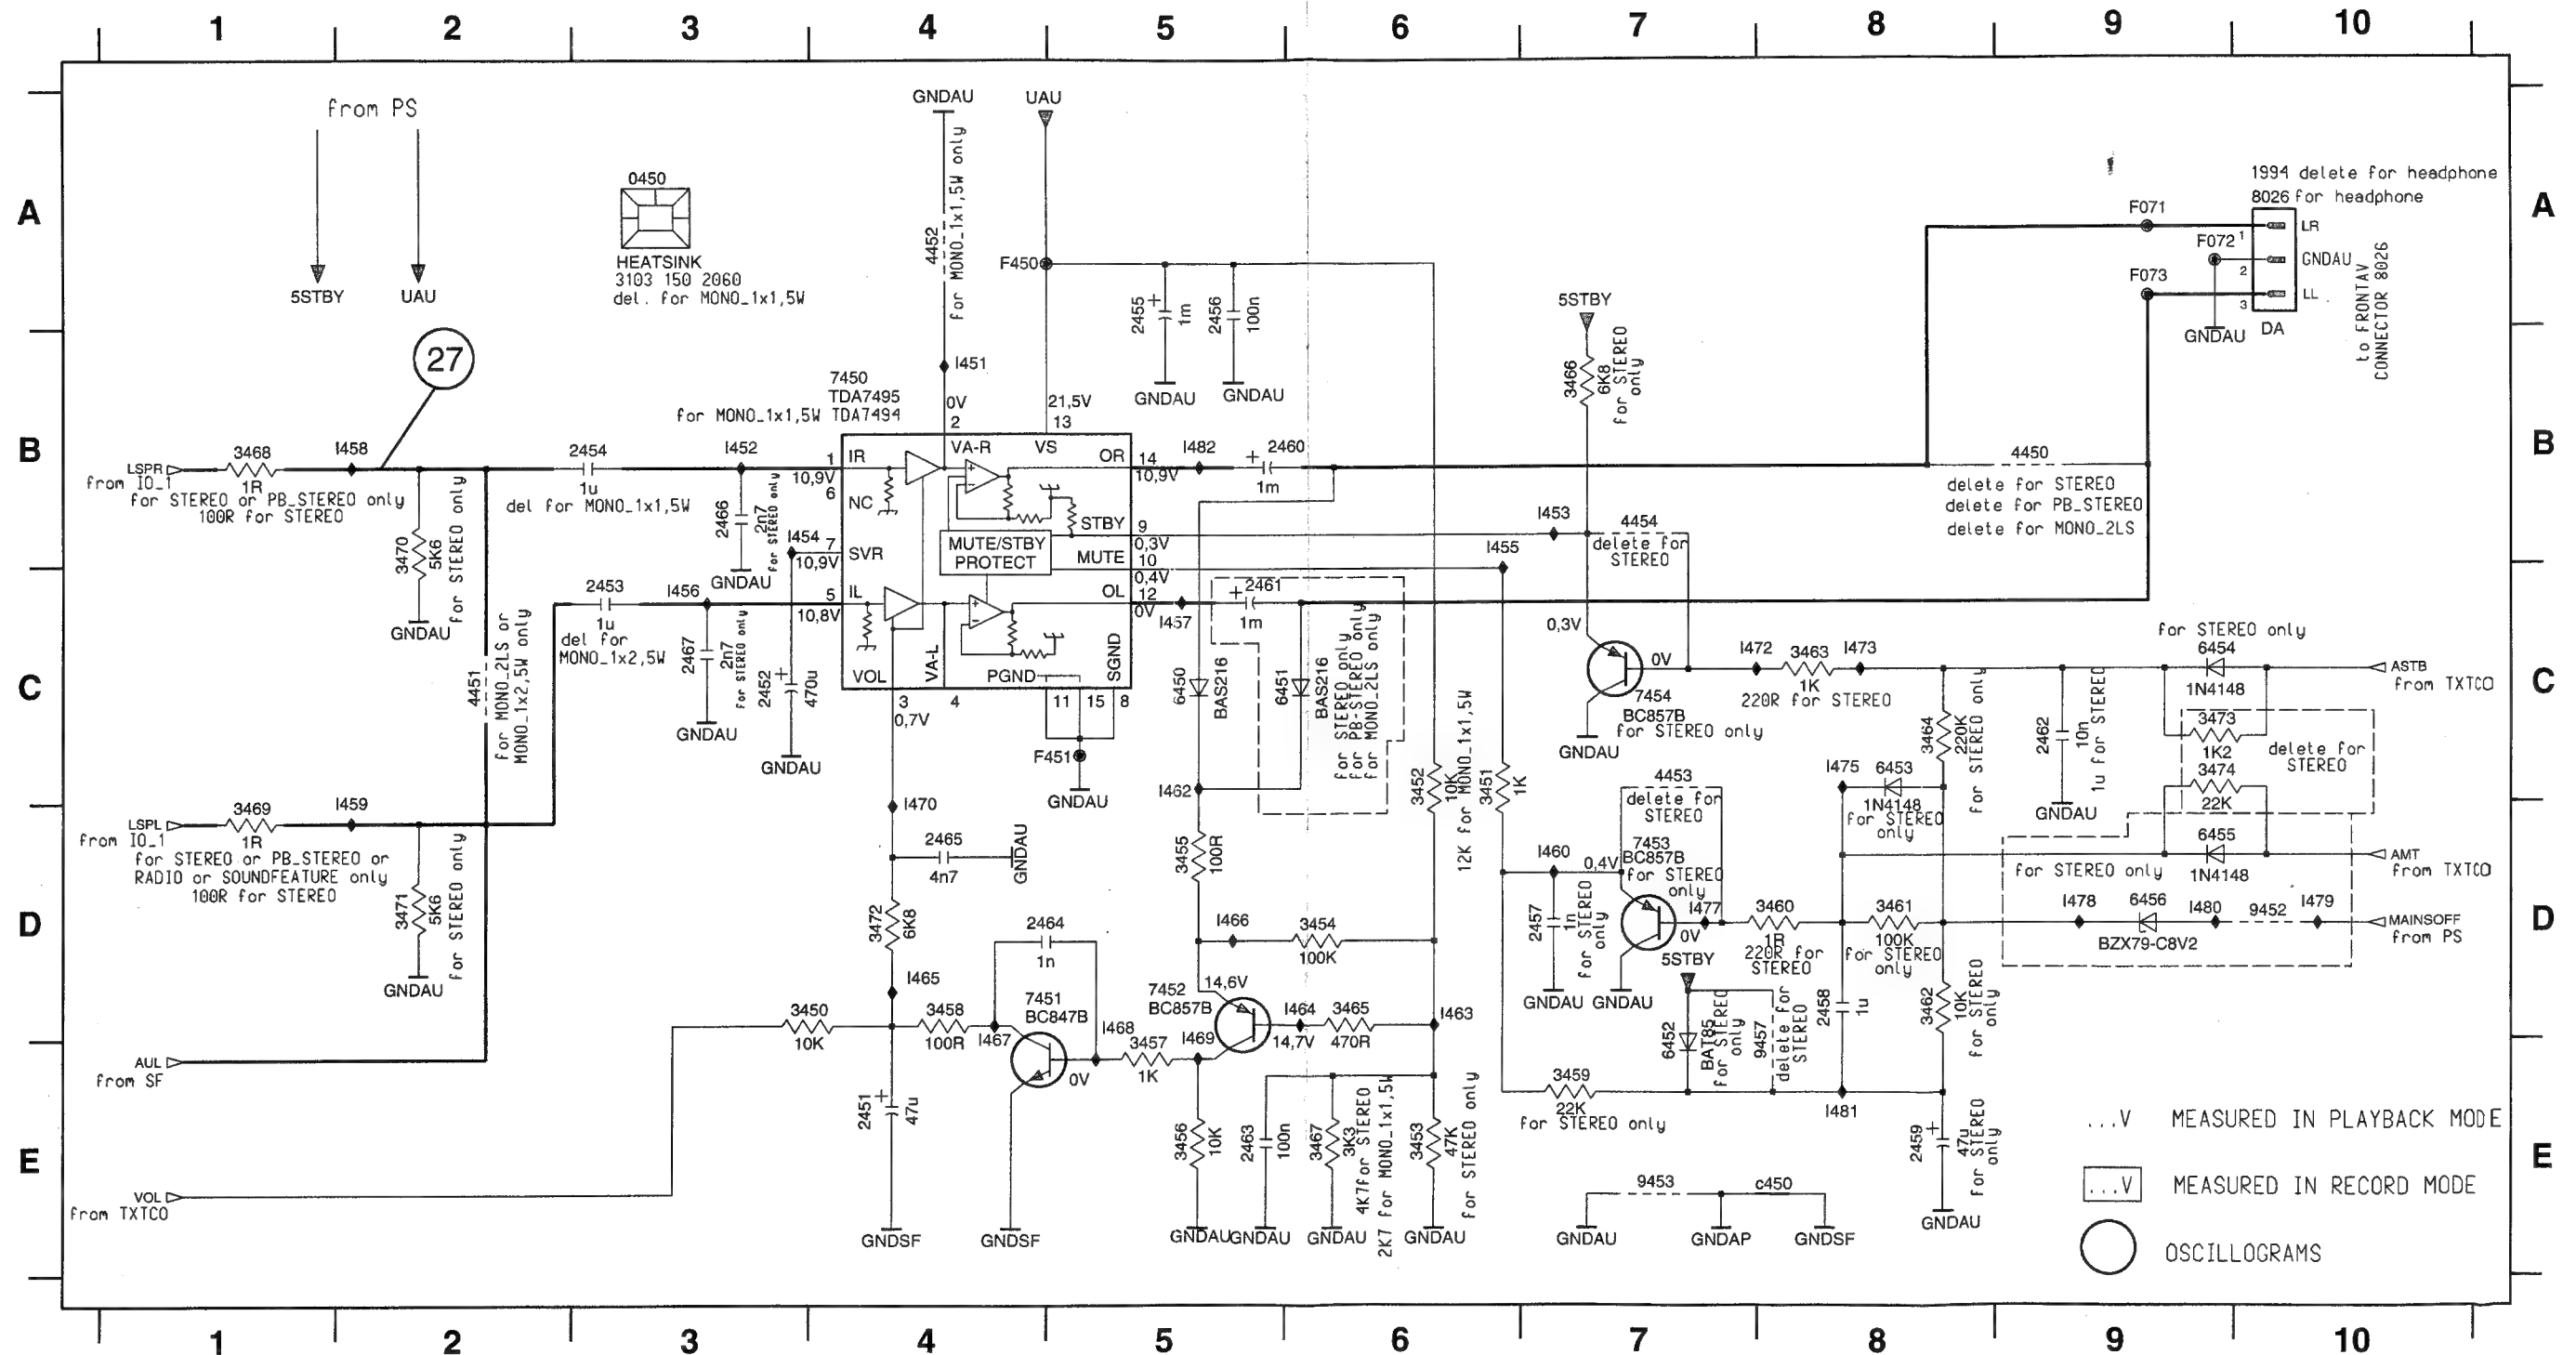 1 2 3 4 5 6 7 8 9 10
A
B
C
D
E
from PS
5STBY
UAU
27
0450
HEATSINK
3103 150 2060
del. for MONO_1x1,5W
GNDAU
UAU
4452
for MONO_1x1,5W only
F450
I451
2455
1m
2456
100n
GNDAU
GNDAU
7450
TDA7495
for MONO_1x1,5W TDA7494
0V
2
21,5V
13
VA-R
VS
LSPR
from IO_1
3468
1R
for STEREO or PB_STEREO only
100R for STEREO
I458
3470
5K6
for STEREO only
GNDAU
2454
1u
del for MONO_1x1,5W
I452
2466
2n7
for STEREO only
GNDAU
1
10,9V
6
IR
NC
I454
7
10,9V
SVR
OR
14
10,9V
I482
2460
1m
STBY
9
0,3V
MUTE
10
0,4V
MUTE/STBY
PROTECT
OL
12
0V
I457
2461
1m
2453
1u
del for
MONO_1x2,5W
I456
5
10,8V
IL
2467
2n7
for STEREO only
GNDAU
2452
470u
GNDAU
VOL
VA-L
PGND
SGND
3
0,7V
4
11
15
8
F451
GNDAU
4451
for MONO_2LS or
MONO_1x2,5W only
6450
BAS216
6451
BAS216
for STEREO only
for PB-STEREO only
for MONO_2LS only
I462
3452
10K
12K for MONO_1x1,5W
3451
1K
5STBY
3466
6K8
for STEREO
only
I453
I455
4454
delete for
STEREO
0,3V
0V
7454
BC857B
for STEREO only
GNDAU
I472
3463
1K
220R for STEREO
I473
F071
F072
F073
1994 delete for headphone
8026 for headphone
1
2
3
LR
GNDAU
LL
DA
GNDAU
to FRONTAV
CONNECTOR 8026
4450
delete for STEREO
delete for PB_STEREO
delete for MONO_2LS
3464
220K
for STEREO only
2462
10m
1u for STEREO
GNDAU
for STEREO only
6454
1N4148
ASTB
from TXTCO
3473
1K2
3474
22K
delete for
STEREO
I475
6453
1N4148
for STEREO
only
6455
1N4148
for STEREO only
AMT
from TXTCO
LSPL
from IO_1
3469
1R
for STEREO or PB_STEREO or
RADIO or SOUNDFEATURE only
100R for STEREO
I459
3471
5K6
for STEREO only
GNDAU
I470
2465
4n7
GNDAU
3472
6K8
I465
2464
1n
7451
BC847B
3450
10K
3458
100R
I467
I468
0V
3457
1K
I469
3455
100R
I466
3454
100K
7452
BC857B
14,6V
I464
14,7V
3465
470R
I463
4453
delete for
STEREO
7453
BC857B
for STEREO
only
I460
0,4V
2457
1n
for STEREO
only
GNDAU
GNDAU
I477
0V
3460
1R
220R for
STEREO
3461
100K
for STEREO
only
I478
6456
BZX79-C8V2
I480
9452
I479
MAINSOFF
from PS
5STBY
6452
BAT85
for STEREO
only
9457
delete for
STEREO
2458
1u
3462
10K
for STEREO
only
AUL
from SF
VOL
from TXTCO
2451
47u
GNDSF
GNDSF
3456
10K
GNDAU
2463
100n
GNDAU
3467
3K3
4K7 for STEREO
2K7 for MONO_1x1,5W
GNDAU
3453
47K
for STEREO only
GNDAU
3459
22K
for STEREO only
I481
2459
47u
for STEREO
only
GNDAU
9453
c450
GNDAU
GNDAP
GNDSF
...V MEASURED IN PLAYBACK MODE
...V MEASURED IN RECORD MODE
OSCILLOGRAMS
A
B
C
D
E
1 2 3 4 5 6 7 8 9 10